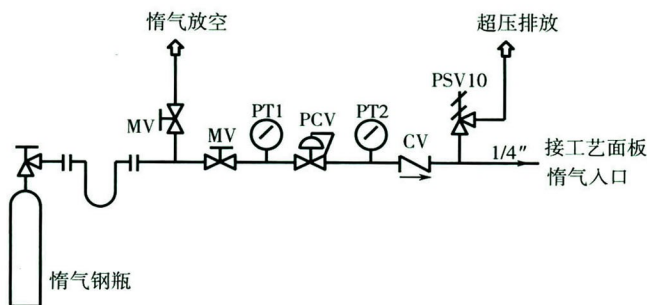 惰气放空
超压排放
PSV10
MV
MV
PT1
PCV
PT2
CV
1/4″
接工艺面板
惰气入口
惰气钢瓶